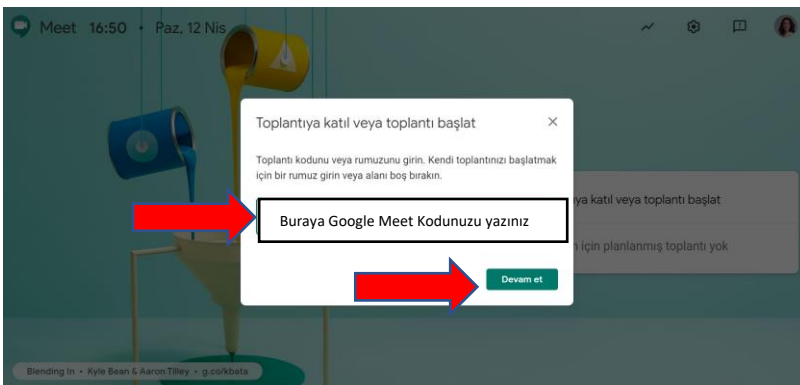 Meet 16:50 • Paz, 12 Nis
Toplantıya katıl veya toplantı başlat
Toplantı kodunu veya rumuzunu girin. Kendi toplantınızı başlatmak
için bir rumuz girin veya alanı boş bırakın.
ya katıl veya toplantı başlat
Buraya Google Meet Kodunuzu yazınız
için planlanmış toplantı yok
Devam et
Blending In • Kyle Bean & Aaron Tilley • g.co/kbata